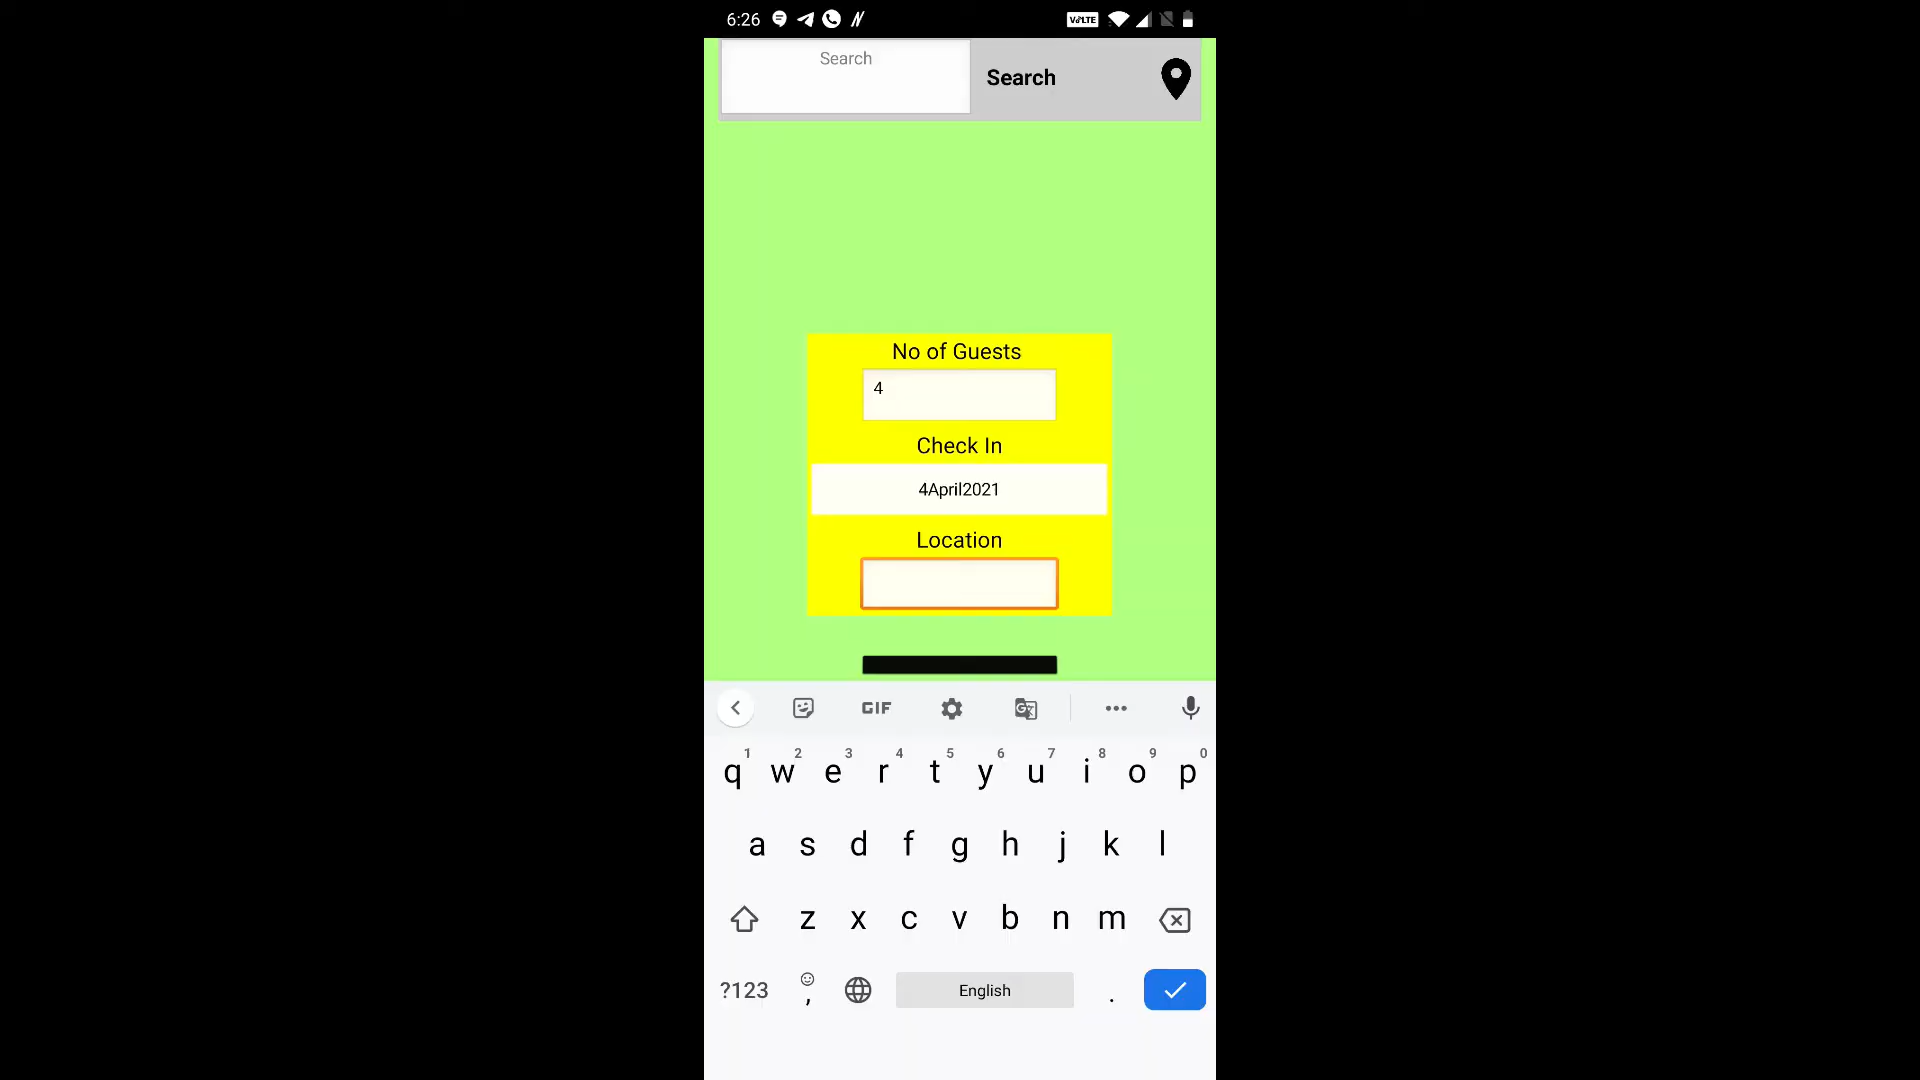 6:26
VoLTE
Search
Search
No of Guests
4
Check In
4April2021
Location
GIF
1 2 3 4 5 6 7 8 9 0
q w e r t y u i o p
a s d f g h j k l
z x c v b n m
?123 , English .